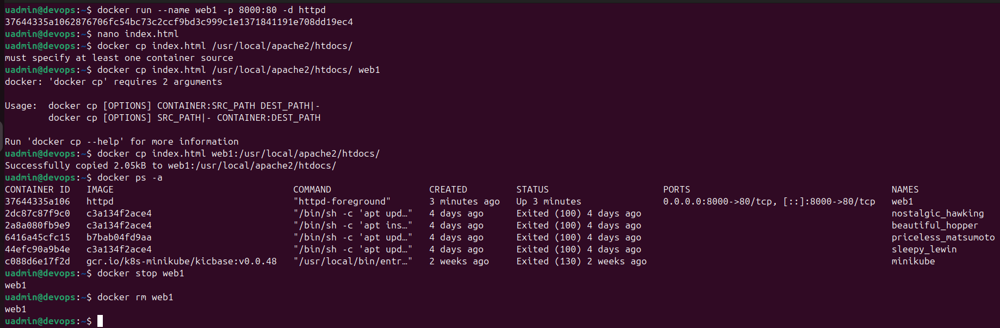 uadmin@devops:~$ docker run --name web1 -p 8000:80 -d httpd
37644335a1062876706fc54bc73c2ccf9bd3c999c1e1371841191e708dd19ec4
uadmin@devops:~$ nano index.html
uadmin@devops:~$ docker cp index.html /usr/local/apache2/htdocs/
must specify at least one container source
uadmin@devops:~$ docker cp index.html /usr/local/apache2/htdocs/ web1
docker: 'docker cp' requires 2 arguments

Usage:  docker cp [OPTIONS] CONTAINER:SRC_PATH DEST_PATH|-
        docker cp [OPTIONS] SRC_PATH|- CONTAINER:DEST_PATH

Run 'docker cp --help' for more information
uadmin@devops:~$ docker cp index.html web1:/usr/local/apache2/htdocs/
Successfully copied 2.05kB to web1:/usr/local/apache2/htdocs/
uadmin@devops:~$ docker ps -a
CONTAINER ID   IMAGE                                 COMMAND                  CREATED         STATUS                     PORTS                                     NAMES
37644335a106   httpd                                 "httpd-foreground"       3 minutes ago   Up 3 minutes               0.0.0.0:8000->80/tcp, [::]:8000->80/tcp   web1
2dc87c87f9c0   c3a134f2ace4                          "/bin/sh -c 'apt upd…"   4 days ago      Exited (100) 4 days ago                                              nostalgic_hawking
2a8a080fb9e9   c3a134f2ace4                          "/bin/sh -c 'apt ins…"   4 days ago      Exited (100) 4 days ago                                              beautiful_hopper
6416a45cfc15   b7bab04fd9aa                          "/bin/sh -c 'apt upd…"   4 days ago      Exited (100) 4 days ago                                              priceless_matsumoto
44efc90a9b4e   c3a134f2ace4                          "/bin/sh -c 'apt upd…"   4 days ago      Exited (100) 4 days ago                                              sleepy_lewin
c088d6e17f2d   gcr.io/k8s-minikube/kicbase:v0.0.48   "/usr/local/bin/entr…"   2 weeks ago     Exited (130) 2 weeks ago                                             minikube
uadmin@devops:~$ docker stop web1
web1
uadmin@devops:~$ docker rm web1
web1
uadmin@devops:~$